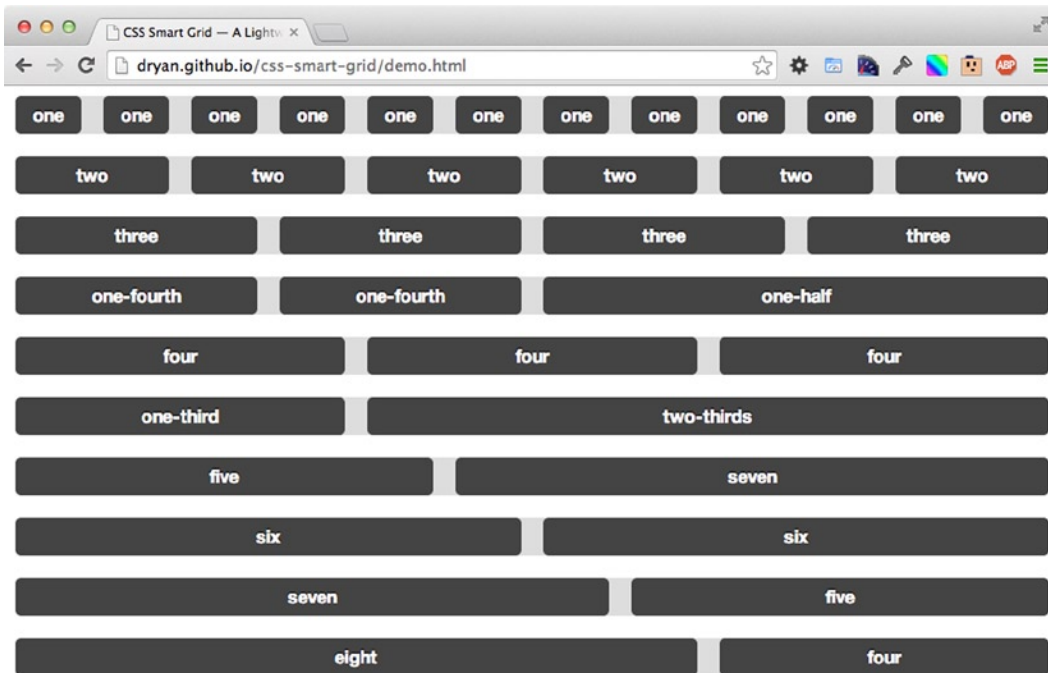 CSS Smart Grid — A Lightw
dryan.github.io/css-smart-grid/demo.html
ABP
one one one one one one one one one one one one
two two two two two two
three three three three
one-fourth one-fourth one-half
four four four
one-third two-thirds
five seven
six six
seven five
eight four